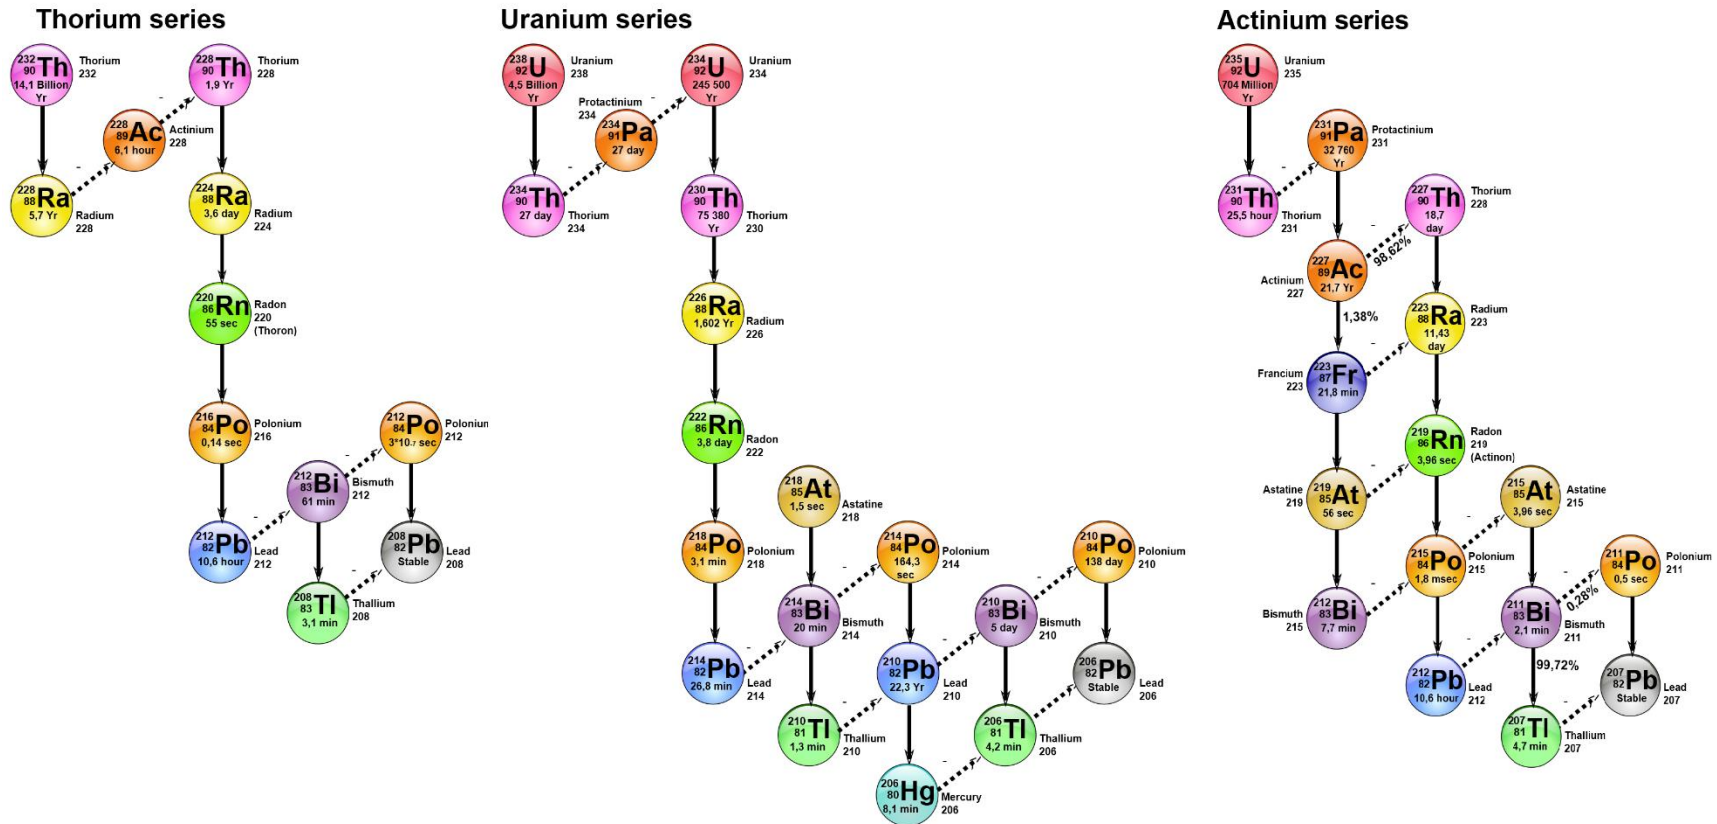 Thorium series
232
90 Th
14,1 Billion
Yr
Thorium
232
228
90 Th
1,9 Yr
Thorium
228
228
89 Ac
6,1 hour
Actinium
228
-
-
228
88 Ra
5,7 Yr
Radium
228
224
88 Ra
3,6 day
Radium
224
220
86 Rn
55 sec
Radon
220
(Thoron)
216
84 Po
0,14 sec
Polonium
216
212
84 Po
3*10-7 sec
Polonium
212
-
212
83 Bi
61 min
Bismuth
212
-
212
82 Pb
10,6 hour
Lead
212
208
82 Pb
Stable
Lead
208
-
208
83 Tl
3,1 min
Thallium
208
Uranium series
238
92 U
4,5 Billion
Yr
Uranium
238
234
92 U
245 500
Yr
Uranium
234
Protactinium
234
-
234
91 Pa
27 day
-
234
90 Th
27 day
Thorium
234
230
90 Th
75 380
Yr
Thorium
230
226
88 Ra
1,602 Yr
Radium
226
222
86 Rn
3,8 day
Radon
222
218
85 At
1,5 sec
Astatine
218
218
84 Po
3,1 min
Polonium
218
-
214
84 Po
164,3
sec
Polonium
214
-
210
84 Po
138 day
Polonium
210
214
83 Bi
20 min
Bismuth
214
210
83 Bi
5 day
Bismuth
210
-
-
214
82 Pb
26,8 min
Lead
214
210
82 Pb
22,3 Yr
Lead
210
206
82 Pb
Stable
Lead
206
-
-
210
81 Tl
1,3 min
Thallium
210
206
81 Tl
4,2 min
Thallium
206
-
206
80 Hg
8,1 min
Mercury
206
Actinium series
235
92 U
704 Million
Yr
Uranium
235
231
91 Pa
32 760
Yr
Protactinium
231
-
231
90 Th
25,5 hour
Thorium
231
227
90 Th
18,7
day
Thorium
228
-
98,62%
227
89 Ac
21,7 Yr
Actinium
227
1,38%
223
88 Ra
11,43
day
Radium
223
-
223
87 Fr
21,8 min
Francium
223
219
86 Rn
3,96 sec
Radon
219
(Actinon)
-
219
85 At
56 sec
Astatine
219
215
85 At
3,96 sec
Astatine
215
-
215
84 Po
1,8 msec
Polonium
215
211
84 Po
0,5 sec
Polonium
211
-
-
0,28%
212
83 Bi
7,7 min
Bismuth
215
211
83 Bi
2,1 min
Bismuth
211
-
99,72%
212
82 Pb
10,6 hour
Lead
212
207
82 Pb
Stable
Lead
207
-
207
81 Tl
4,7 min
Thallium
207